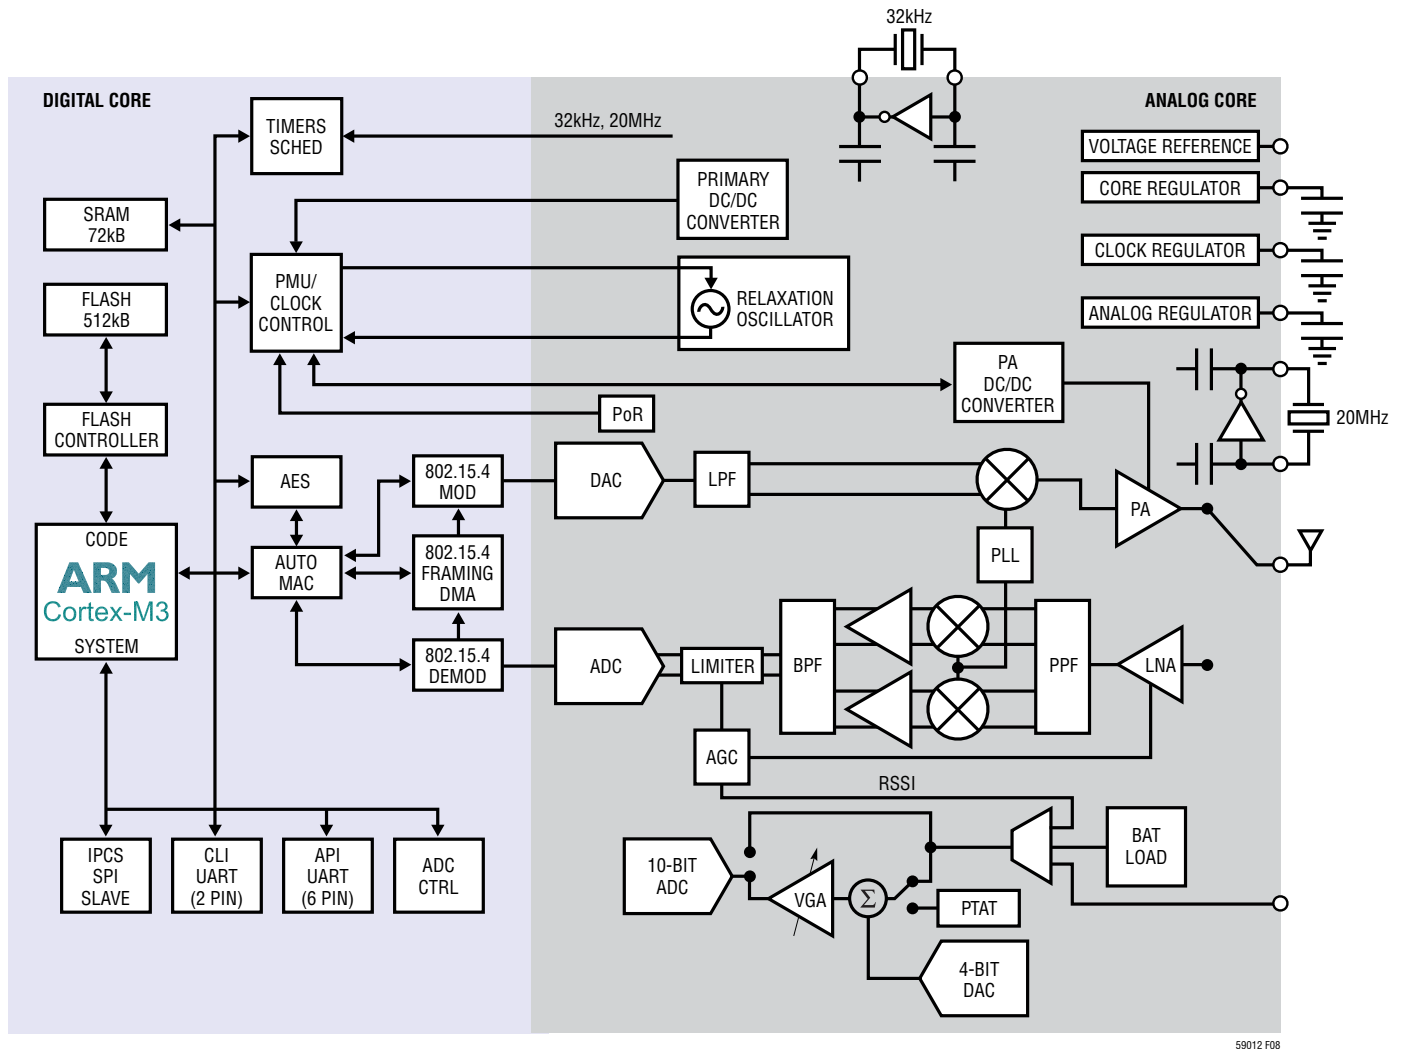 32kHz
DIGITAL CORE
ANALOG CORE
TIMERS
SCHED
32kHz, 20MHz
VOLTAGE REFERENCE
PRIMARY
DC/DC
CONVERTER
CORE REGULATOR
SRAM
72kB
CLOCK REGULATOR
PMU/
CLOCK
CONTROL
RELAXATION
OSCILLATOR
FLASH
512kB
ANALOG REGULATOR
PA
DC/DC
CONVERTER
PoR
20MHz
FLASH
CONTROLLER
AES
802.15.4
MOD
DAC
LPF
PA
CODE
ARM
Cortex-M3
SYSTEM
AUTO
MAC
802.15.4
FRAMING
DMA
PLL
802.15.4
DEMOD
ADC
LIMITER
BPF
PPF
LNA
AGC
RSSI
IPCS
SPI
SLAVE
CLI
UART
(2 PIN)
API
UART
(6 PIN)
ADC
CTRL
10-BIT
ADC
VGA
Σ
PTAT
BAT
LOAD
4-BIT
DAC
59012 F08